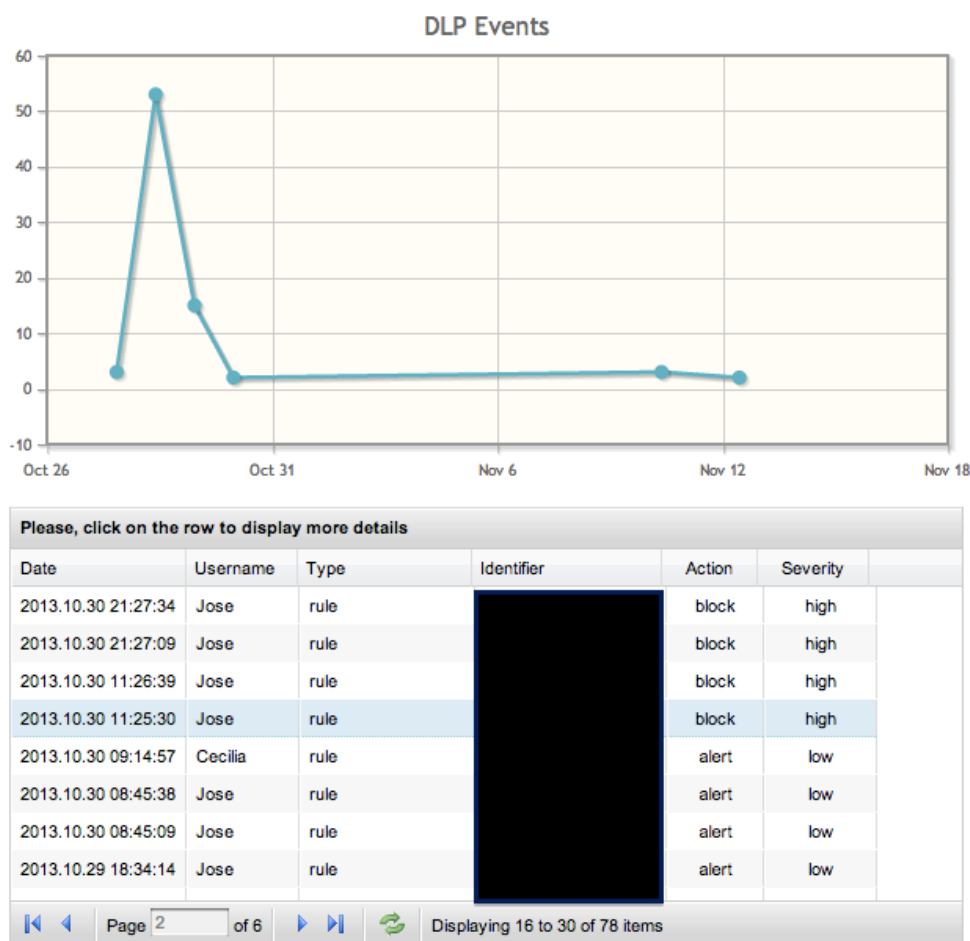 DLP Events
60
50
40
30
20
10
0
-10
Oct 26 Oct 31 Nov 6 Nov 12 Nov 18
Please, click on the row to display more details
Date Username Type Identifier Action Severity
2013.10.30 21:27:34 Jose rule block high
2013.10.30 21:27:09 Jose rule block high
2013.10.30 11:26:39 Jose rule block high
2013.10.30 11:25:30 Jose rule block high
2013.10.30 09:14:57 Cecilia rule alert low
2013.10.30 08:45:38 Jose rule alert low
2013.10.30 08:45:09 Jose rule alert low
2013.10.29 18:34:14 Jose rule alert low
Page 2 of 6 Displaying 16 to 30 of 78 items